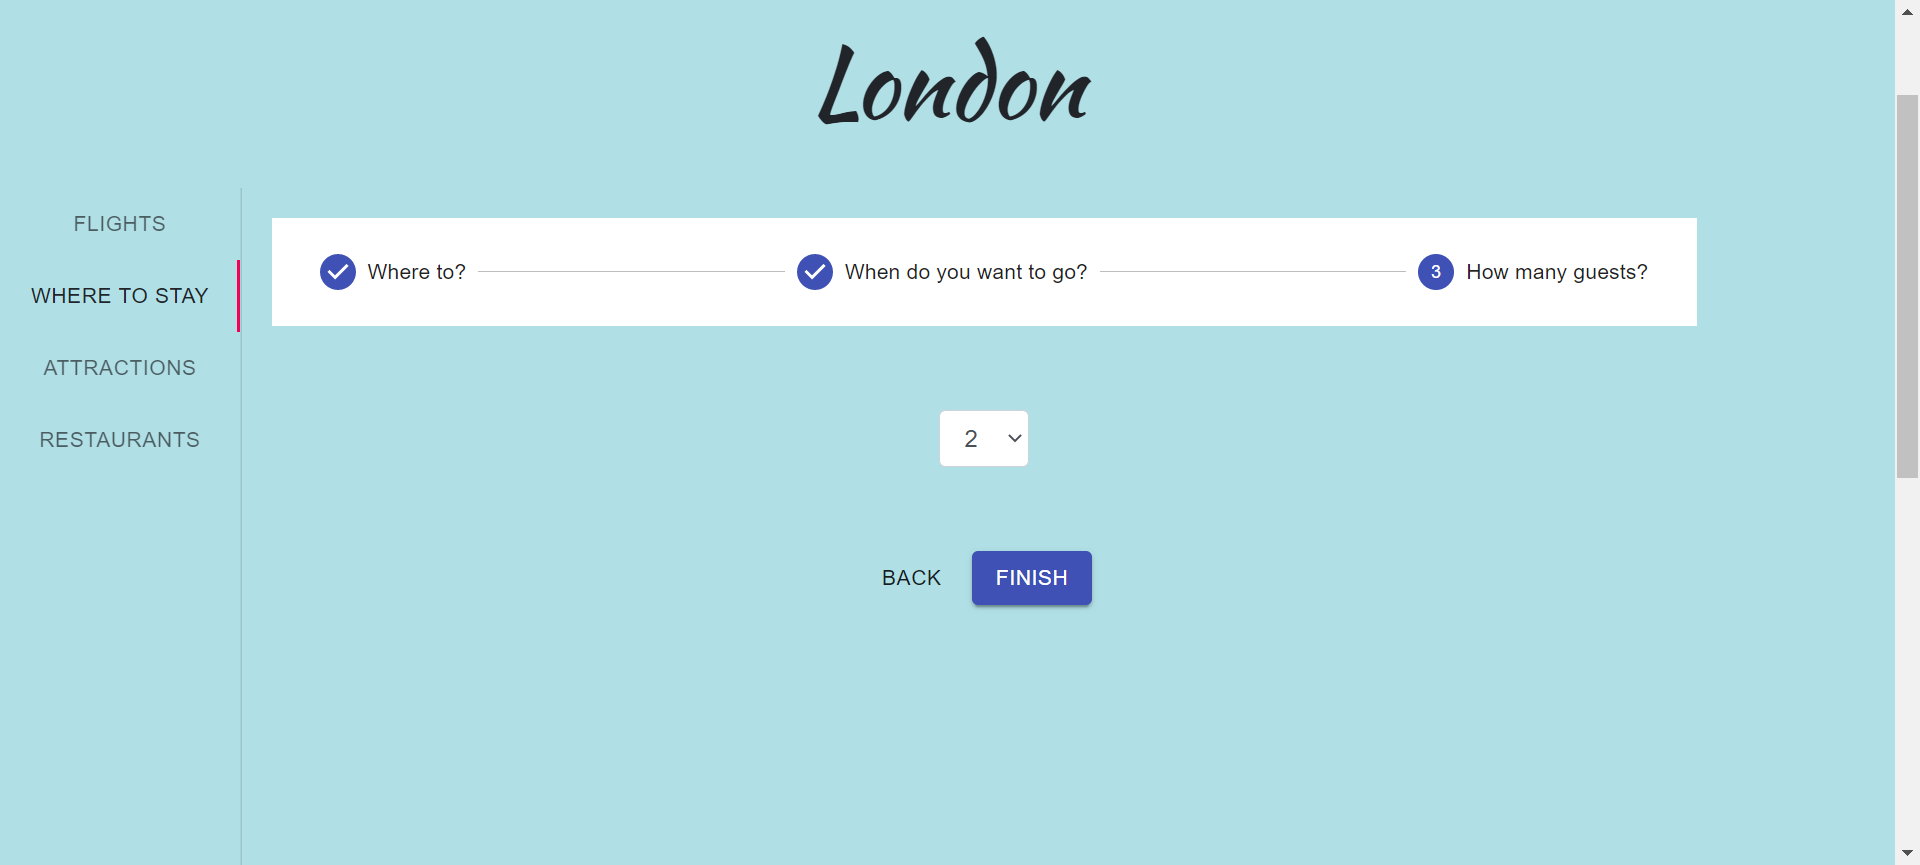 London
FLIGHTS
WHERE TO STAY
ATTRACTIONS
RESTAURANTS
Where to?
When do you want to go?
3 How many guests?
2
BACK
FINISH